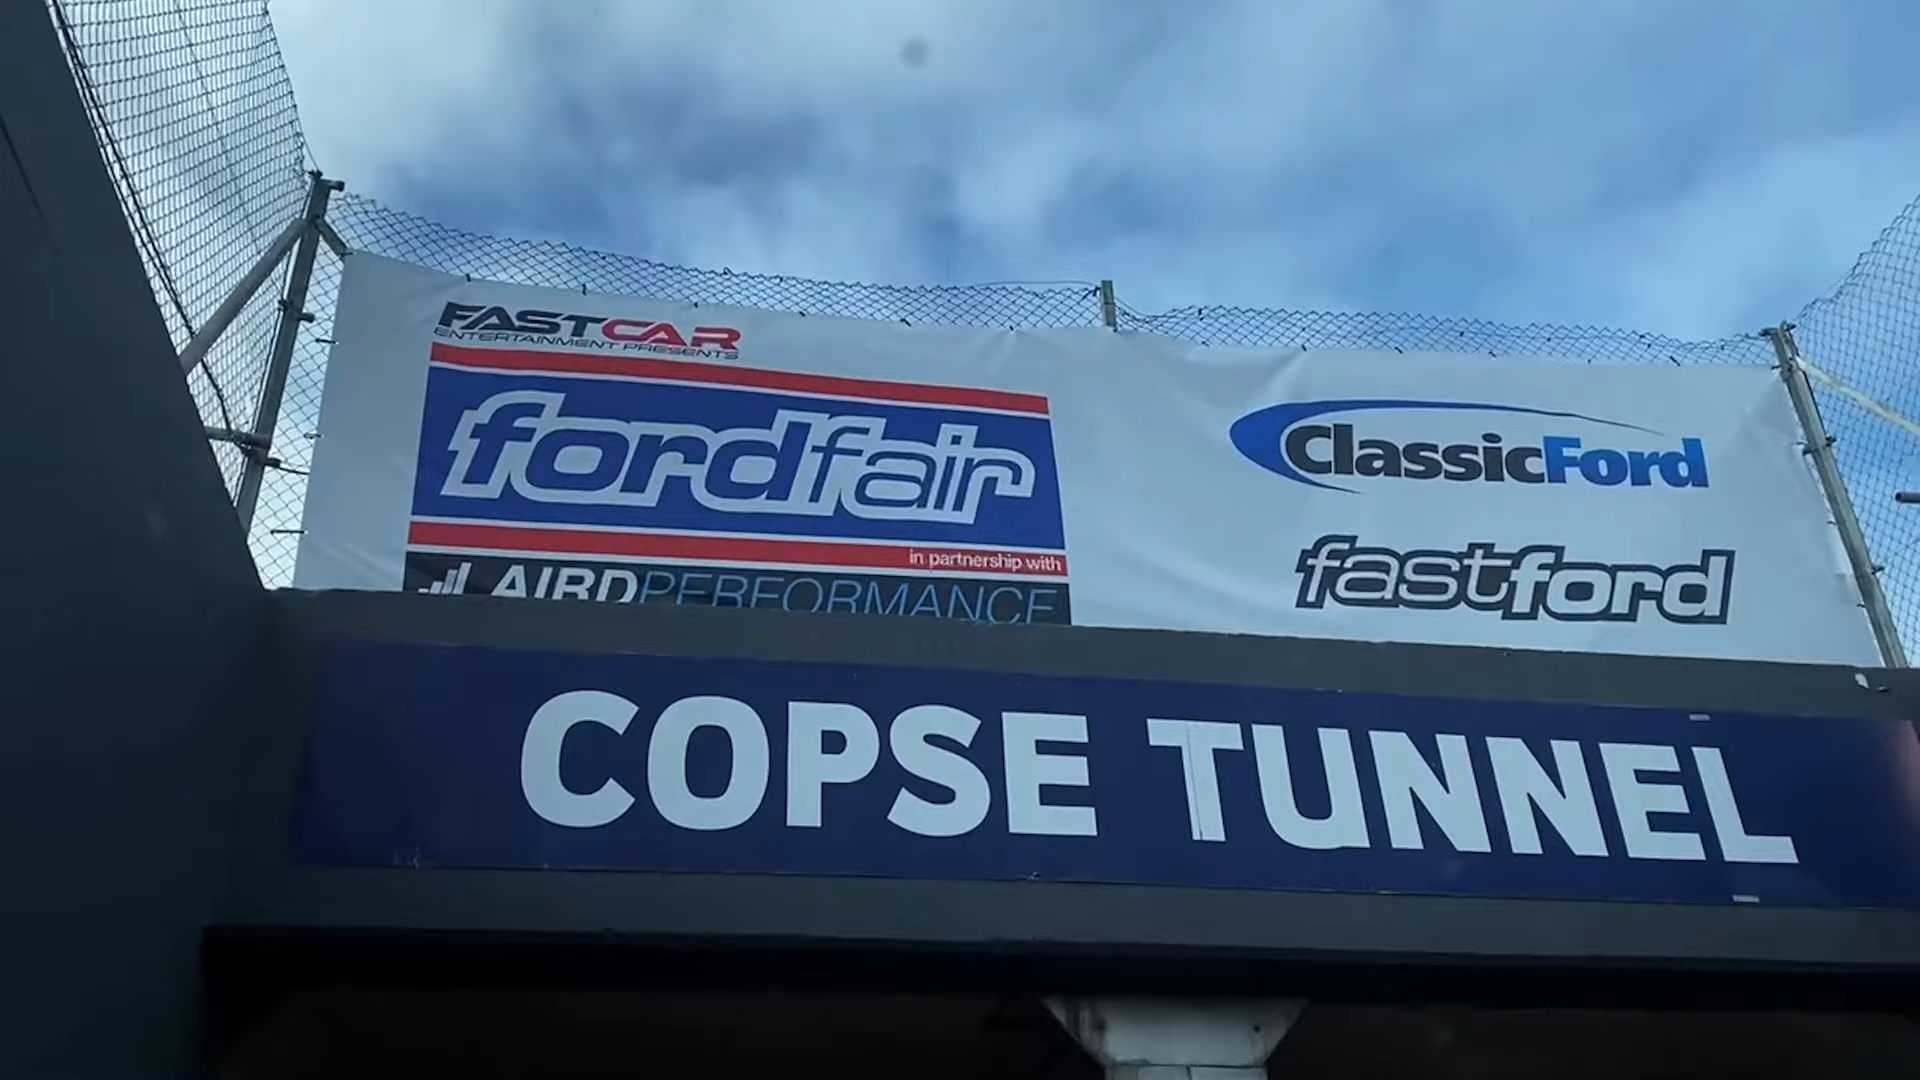 FASTCAR
ENTERTAINMENT PRESENTS
fordfair
in partnership with
AIRDPERFORMANCE
ClassicFord
fastford
COPSE TUNNEL